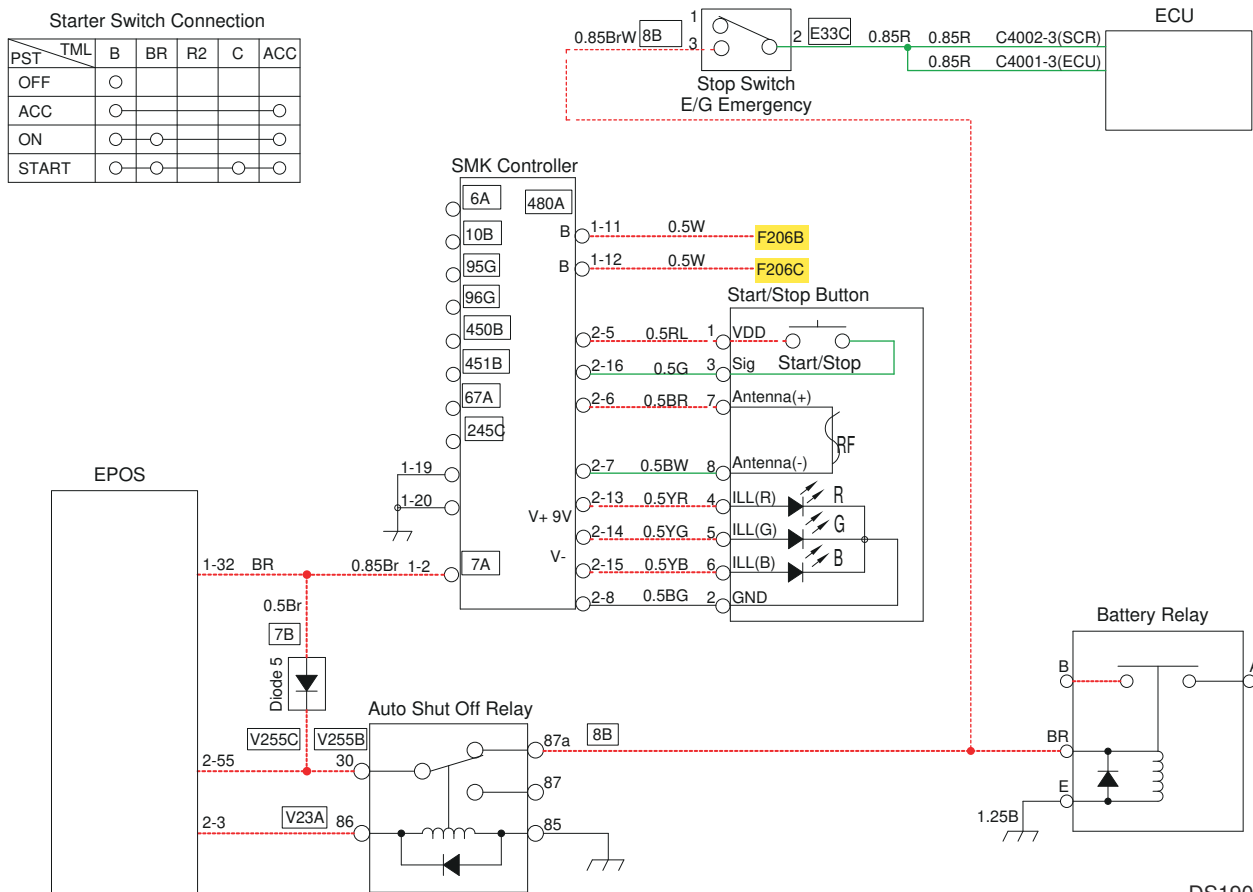 Starter Switch Connection
PST TML B BR R2 C ACC
OFF
ACC
ON
START
0.85BrW 8B 1 3 2 E33C 0.85R 0.85R C4002-3(SCR)
0.85R C4001-3(ECU)
ECU
Stop Switch
E/G Emergency
SMK Controller
6A 480A
10B B 1-11 0.5W F206B
95G B 1-12 0.5W F206C
96G
450B
451B
67A
245C
1-19
1-20
V+ 9V
V-
7A
Start/Stop Button
2-5 0.5RL 1 VDD
2-16 0.5G 3 Sig Start/Stop
2-6 0.5BR 7 Antenna(+)
RF
2-7 0.5BW 8 Antenna(-)
2-13 0.5YR 4 ILL(R) R
2-14 0.5YG 5 ILL(G) G
2-15 0.5YB 6 ILL(B) B
2-8 0.5BG 2 GND
EPOS
1-32 BR 0.85Br 1-2
0.5Br
7B
Diode 5
V255C V255B
2-55 30
2-3 V23A 86
Auto Shut Off Relay
87a 8B
87
85
Battery Relay
B
A
BR
E
1.25B